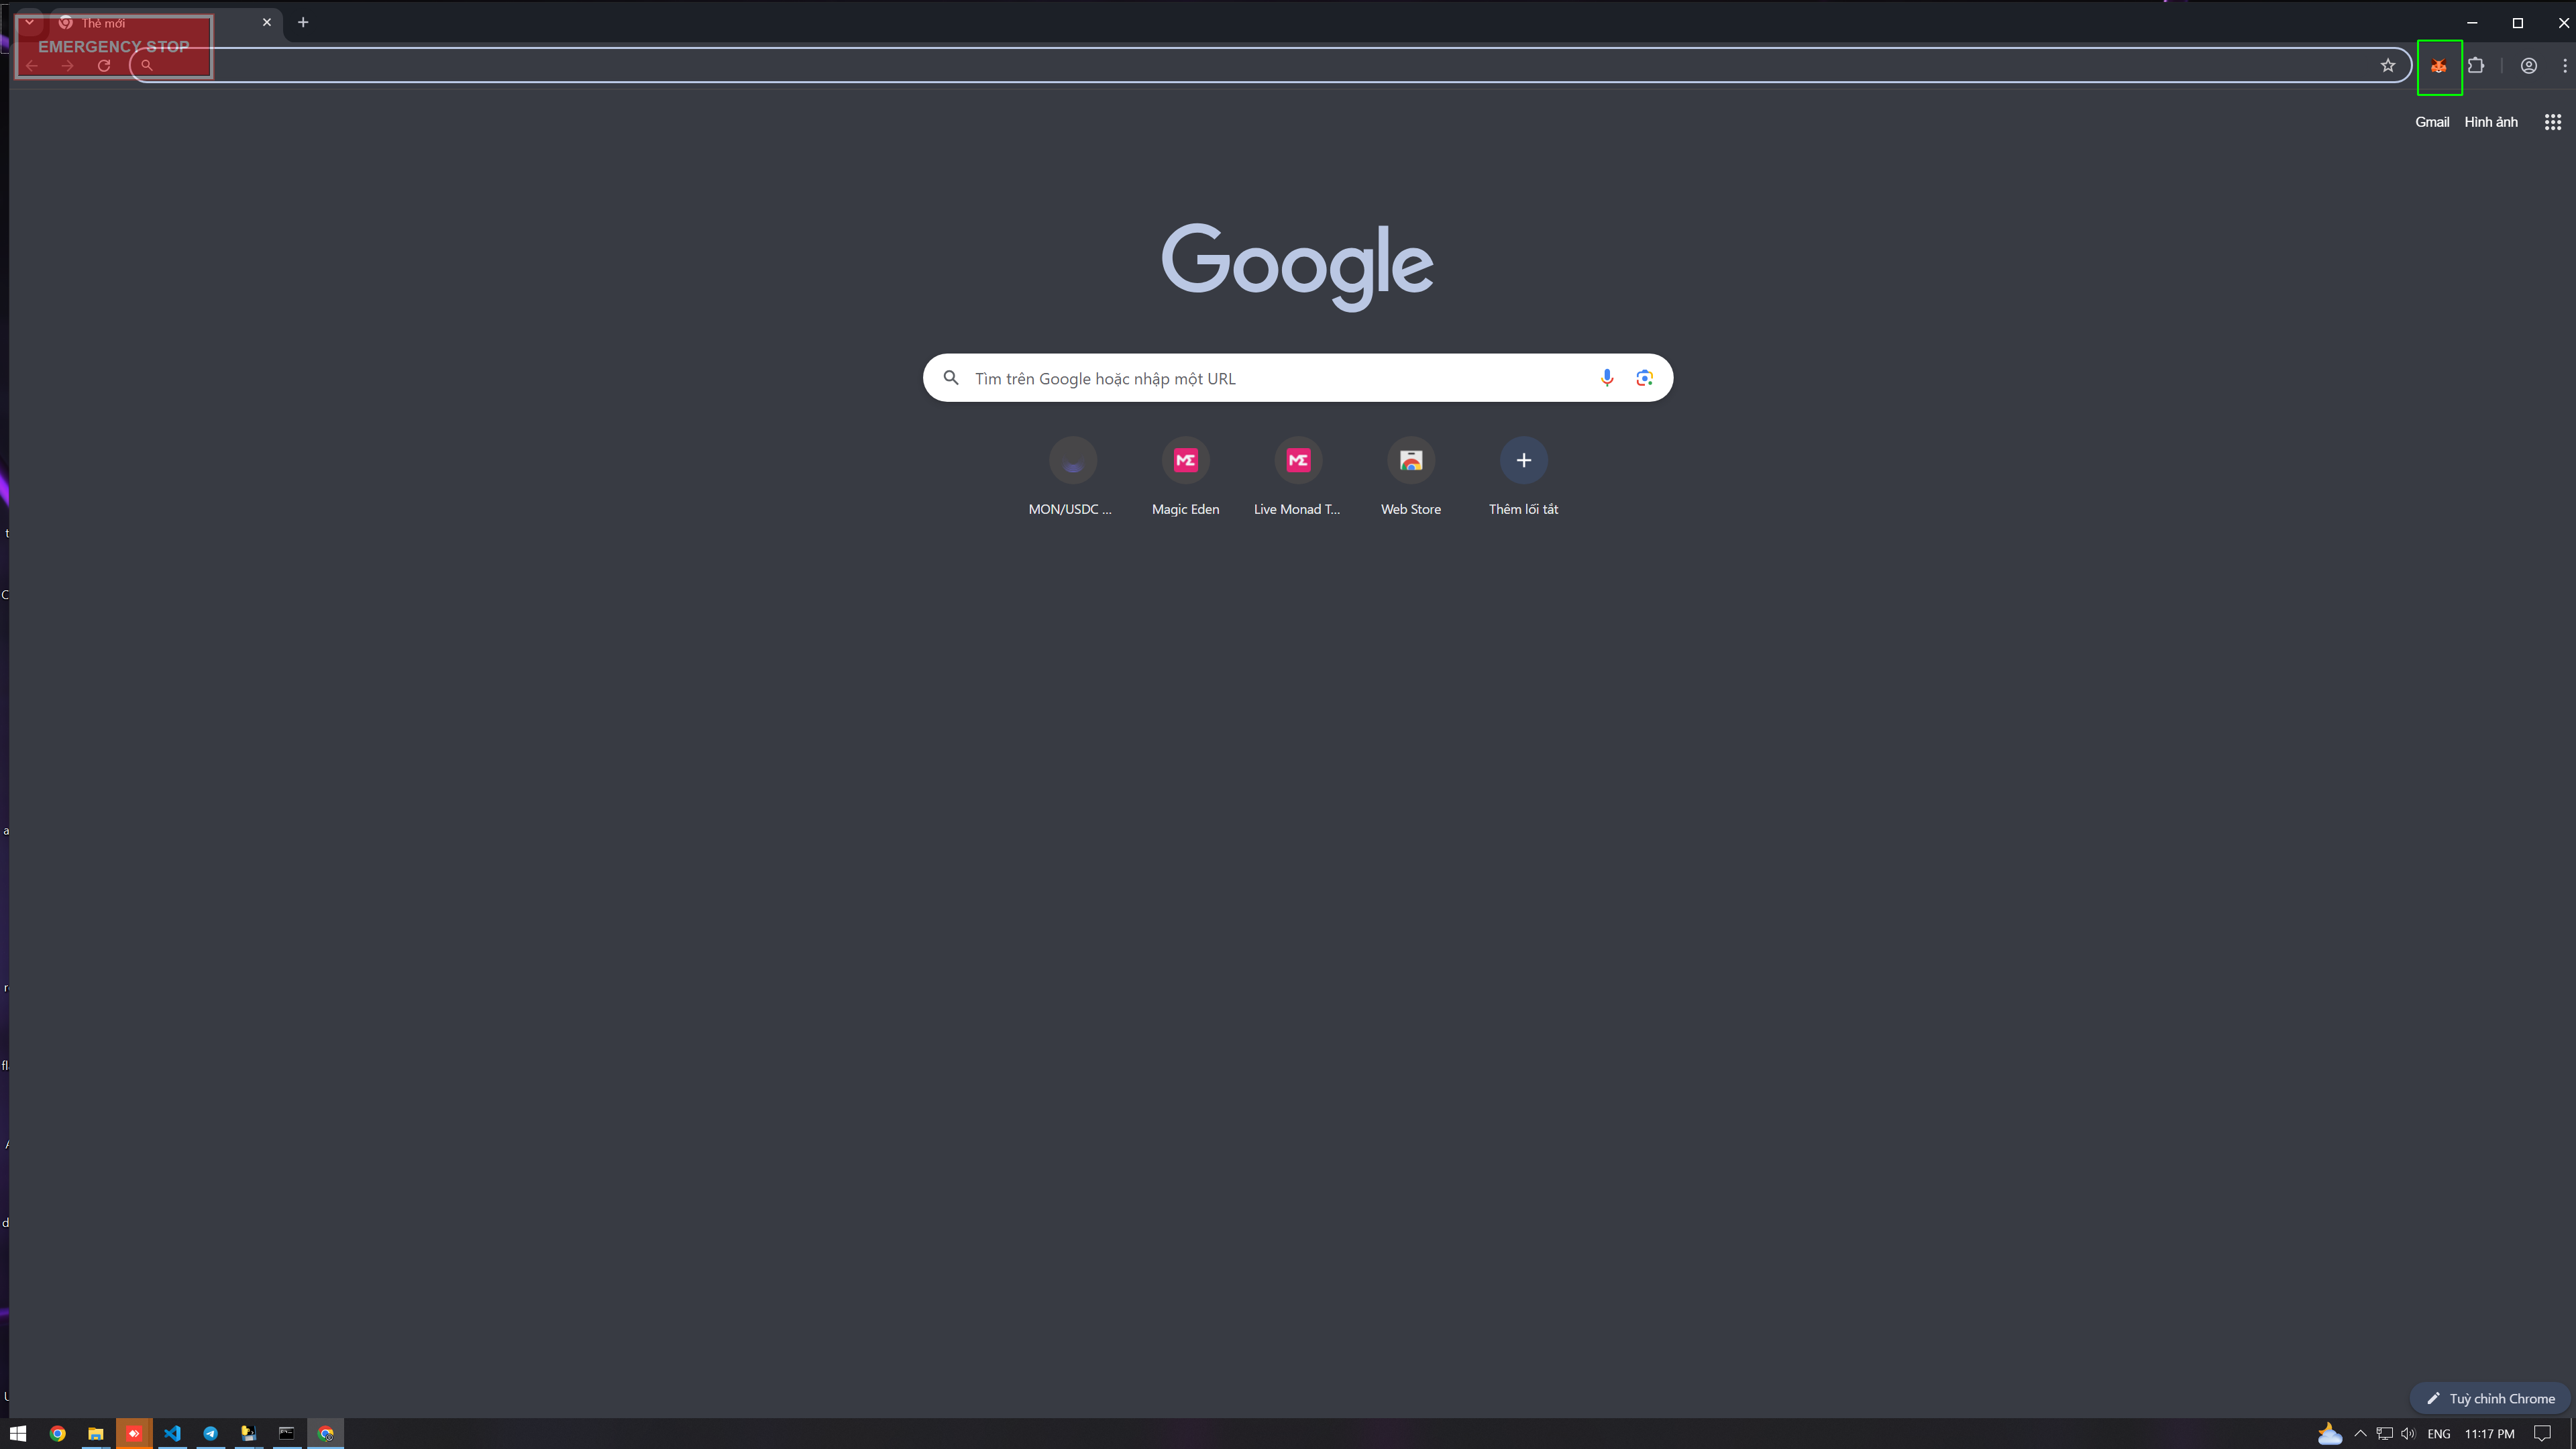 Thẻ mới
EMERGENCY STOP
Gmail Hình ảnh
Google
Tìm trên Google hoặc nhập một URL
MON/USDC ... Magic Eden Live Monad T... Web Store Thêm lối tắt
Tuỳ chỉnh Chrome
ENG 11:17 PM